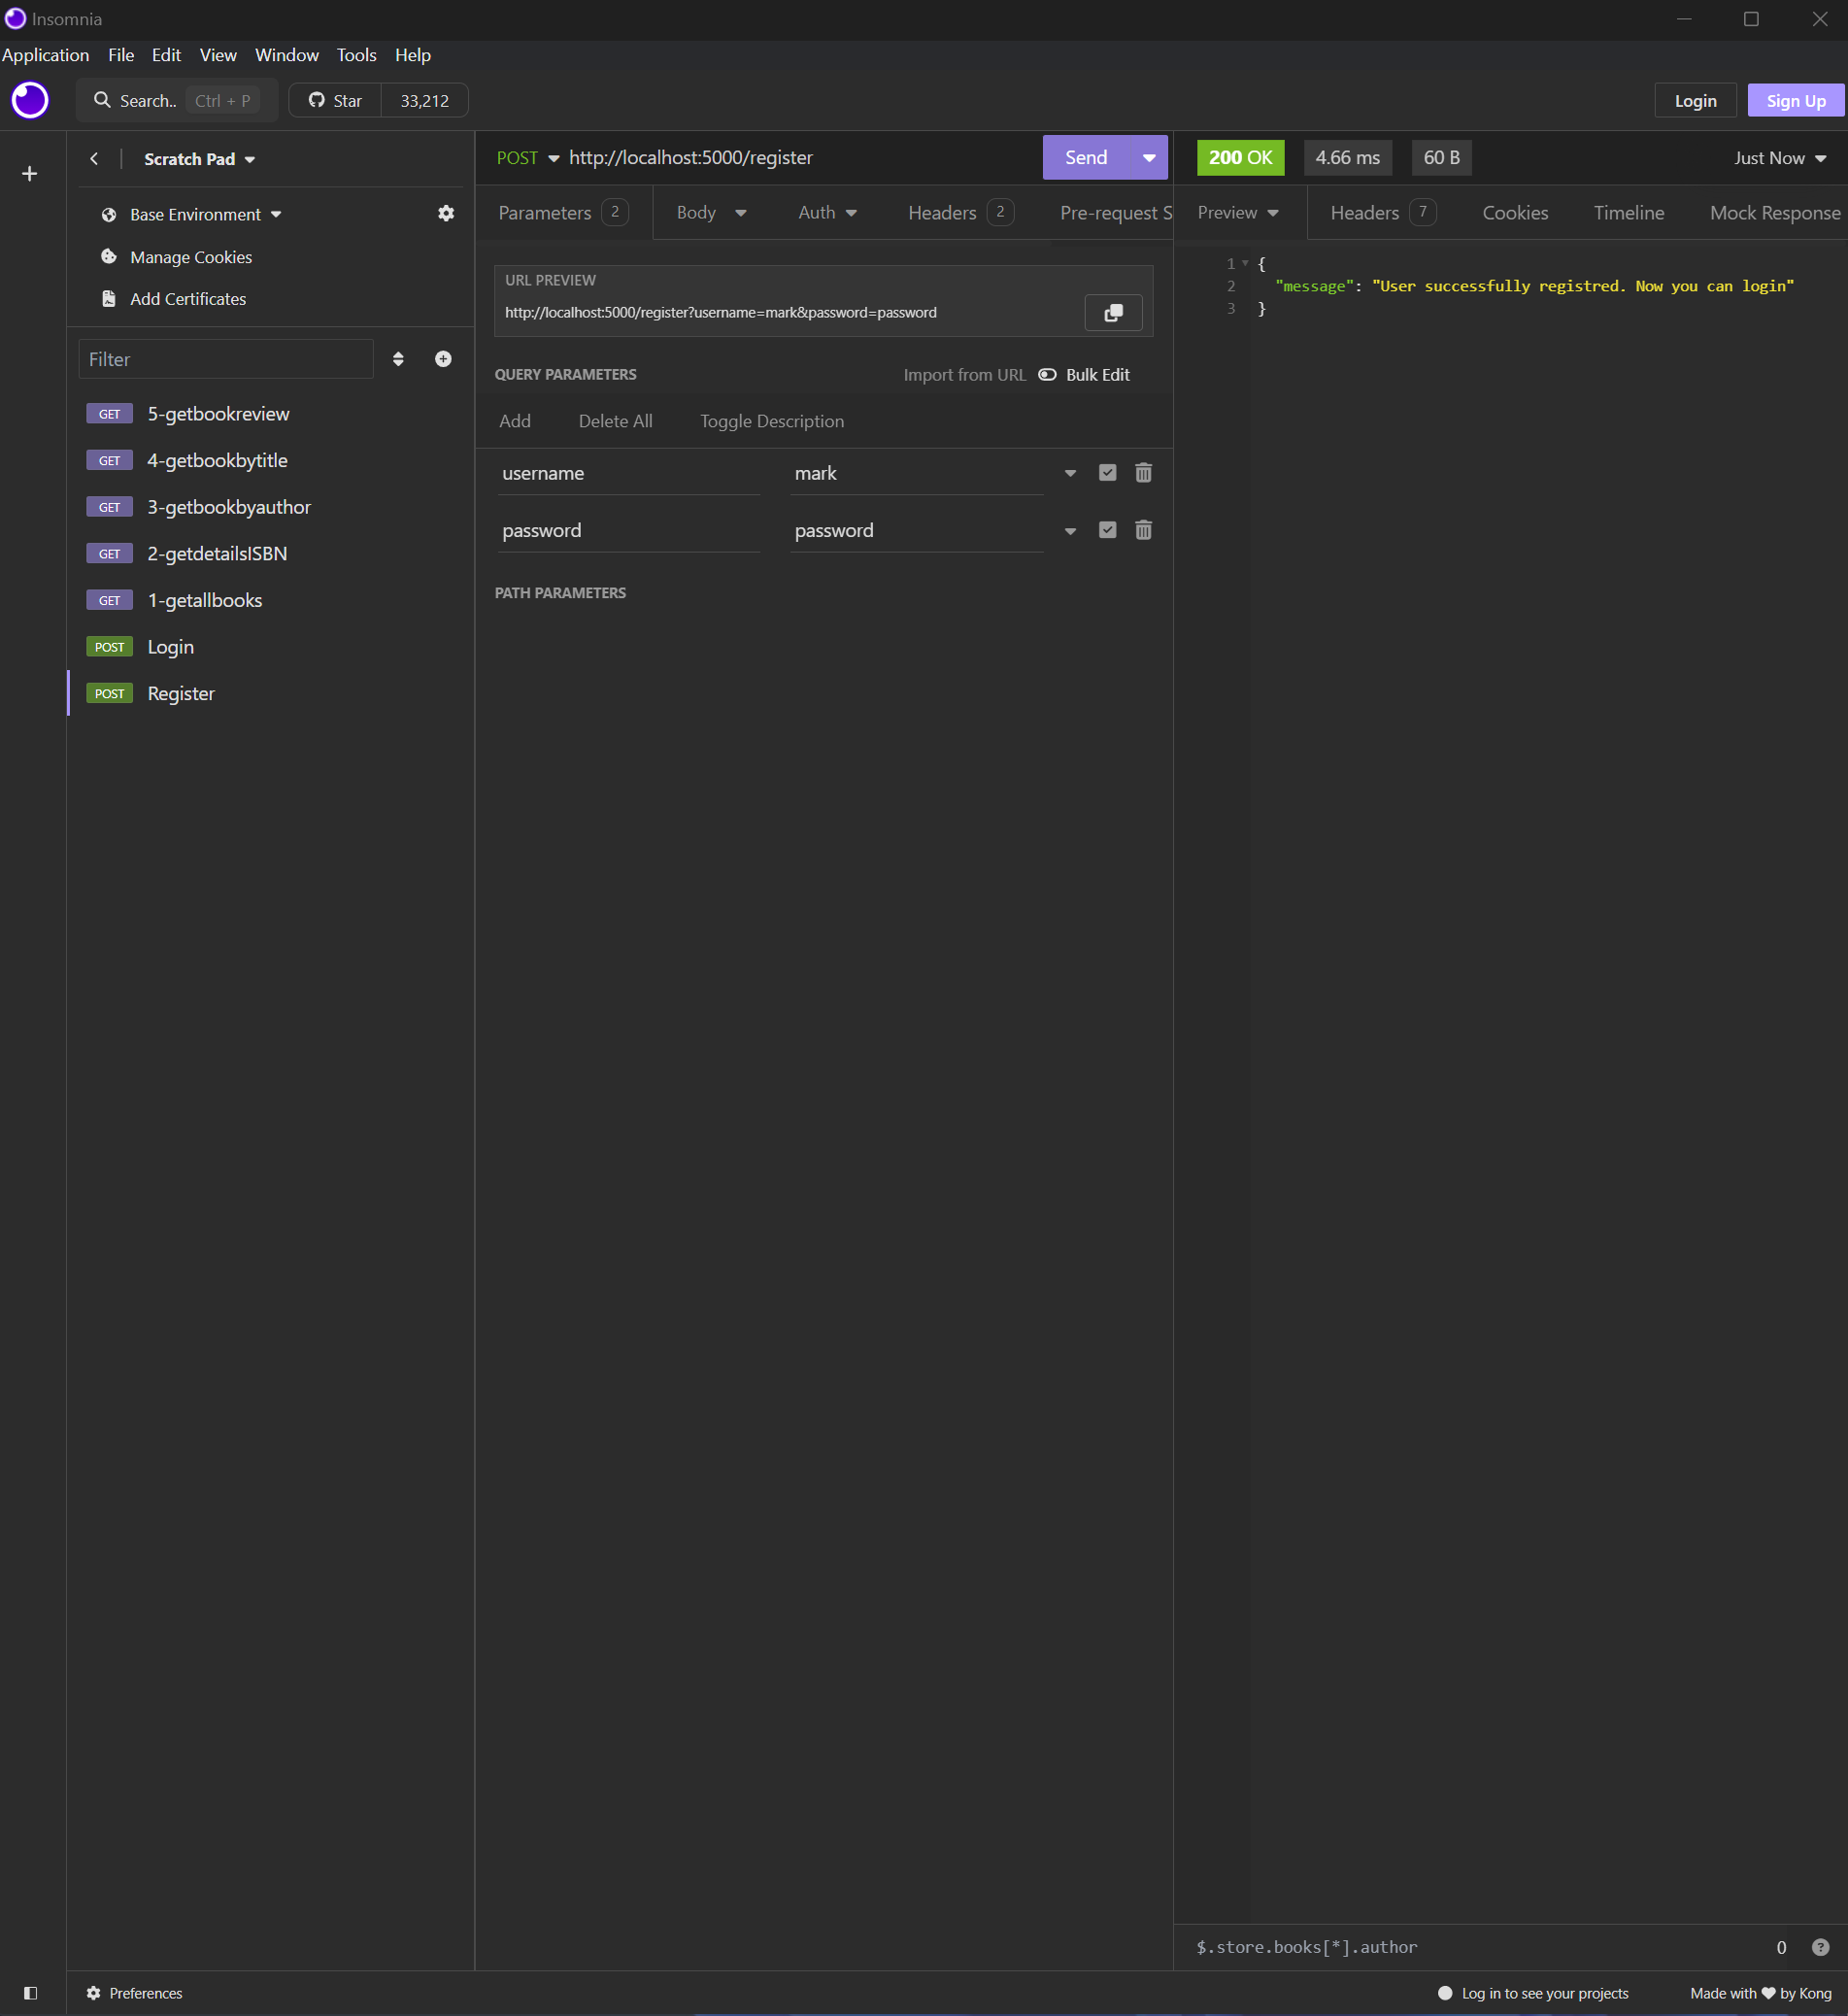 Insomnia
Application File Edit View Window Tools Help
Search.. Ctrl + P Star 33,212 Login Sign Up
Scratch Pad
Base Environment
Manage Cookies
Add Certificates
Filter
GET 5-getbookreview
GET 4-getbookbytitle
GET 3-getbookbyauthor
GET 2-getdetailsISBN
GET 1-getallbooks
POST Login
POST Register
POST http://localhost:5000/register Send
Parameters 2 Body Auth Headers 2 Pre-request S
URL PREVIEW
http://localhost:5000/register?username=mark&password=password
QUERY PARAMETERS Import from URL Bulk Edit
Add Delete All Toggle Description
username mark
password password
PATH PARAMETERS
200 OK 4.66 ms 60 B Just Now
Preview Headers 7 Cookies Timeline Mock Response
1 {
2 "message": "User successfully registred. Now you can login"
3 }
$.store.books[*].author 0 ?
Preferences Log in to see your projects Made with ♥ by Kong